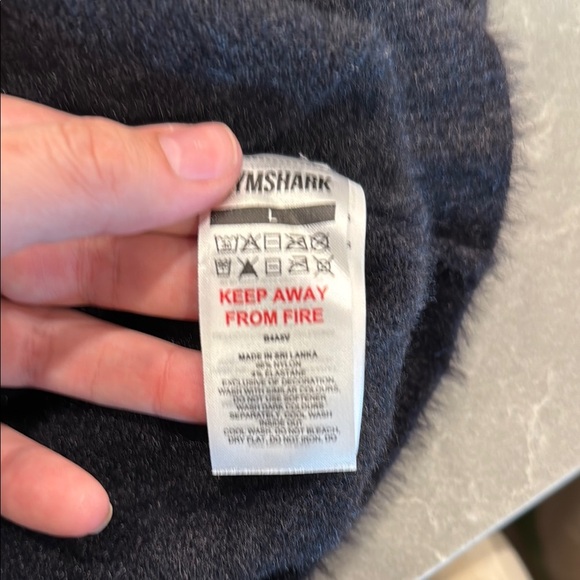 YMSHARK
L
KEEP AWAY
FROM FIRE
MADE IN SRI LANKA
NYLON
4% ELASTANE
EXCLUSIVE OF DECORATION.
WASH WITH SIMILAR COLOURS.
DO NOT USE SOFTENER
WASH DARK COLOURS
SEPARATELY, COOL WASH
INSIDE OUT
COOL WASH, DO NOT BLEACH,
DRY FLAT, DO NOT IRON, DO